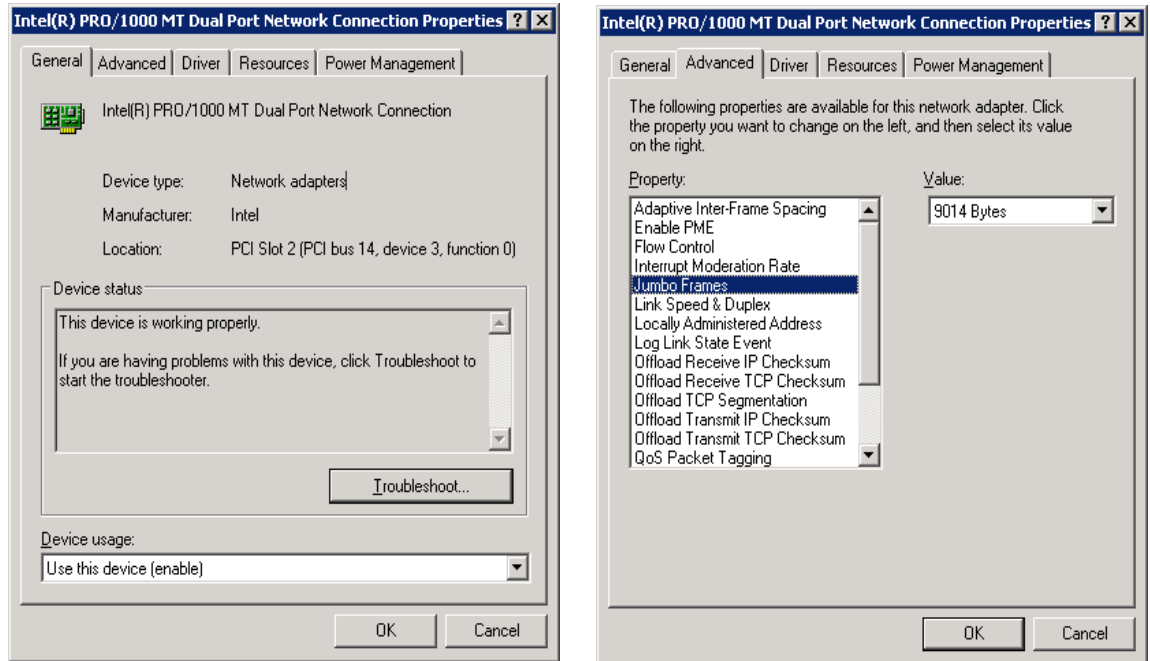 Intel(R) PRO/1000 MT Dual Port Network Connection Properties
General Advanced Driver Resources Power Management
Intel(R) PRO/1000 MT Dual Port Network Connection
Device type: Network adapters
Manufacturer: Intel
Location: PCI Slot 2 (PCI bus 14, device 3, function 0)
Device status
This device is working properly.
If you are having problems with this device, click Troubleshoot to
start the troubleshooter.
Troubleshoot...
Device usage:
Use this device (enable)
OK Cancel
Intel(R) PRO/1000 MT Dual Port Network Connection Properties
General Advanced Driver Resources Power Management
The following properties are available for this network adapter. Click
the property you want to change on the left, and then select its value
on the right.
Property: Value:
9014 Bytes
Adaptive Inter-Frame Spacing
Enable PME
Flow Control
Interrupt Moderation Rate
Jumbo Frames
Link Speed & Duplex
Locally Administered Address
Log Link State Event
Offload Receive IP Checksum
Offload Receive TCP Checksum
Offload TCP Segmentation
Offload Transmit IP Checksum
Offload Transmit TCP Checksum
QoS Packet Tagging
OK Cancel